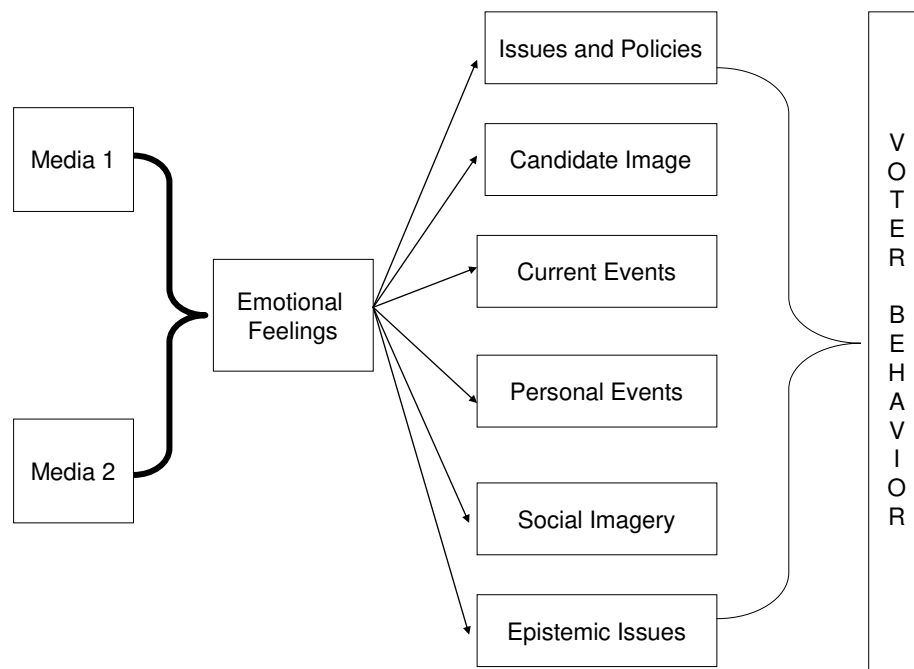 Media 1
Media 2
Emotional
Feelings
Issues and Policies
Candidate Image
Current Events
Personal Events
Social Imagery
Epistemic Issues
V
O
T
E
R
B
E
H
A
V
I
O
R